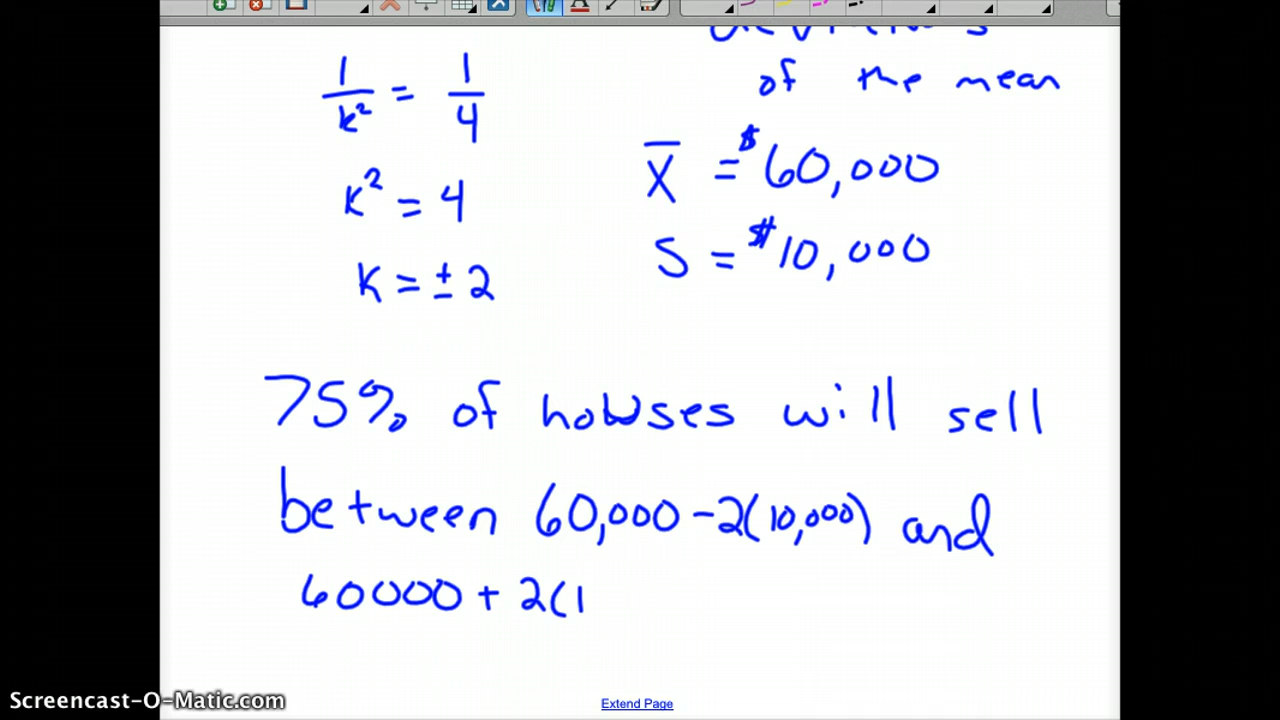 of the mean
1/k² = 1/4
X̄ = $60,000
k² = 4
S = $10,000
k = ± 2
75% of houses will sell
between 60,000 - 2(10,000) and
60000 + 2(1
Screencast-O-Matic.com
Extend Page